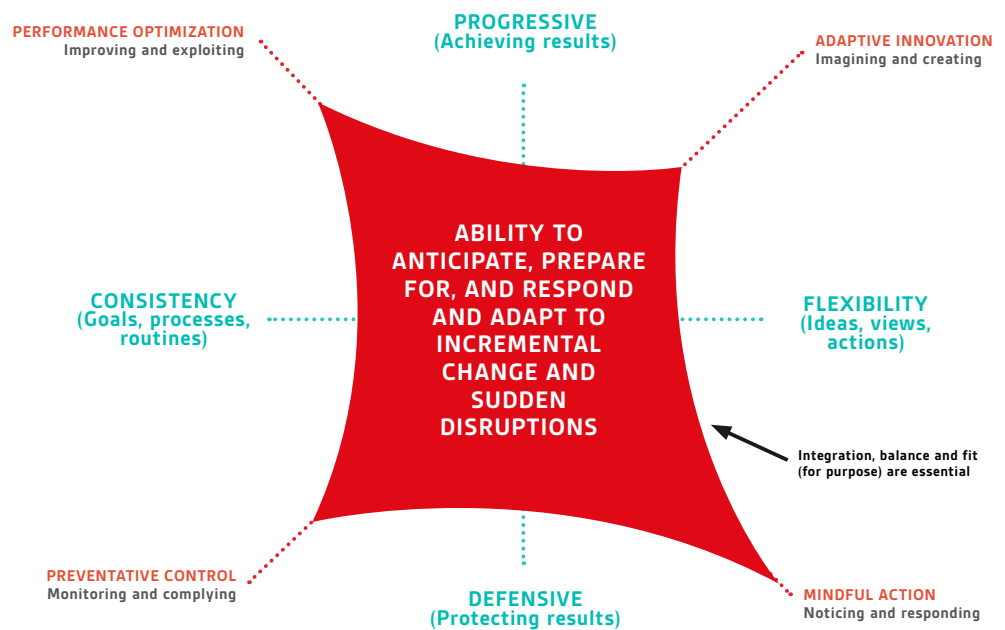 PERFORMANCE OPTIMIZATION
Improving and exploiting
PROGRESSIVE
(Achieving results)
ADAPTIVE INNOVATION
Imagining and creating
ABILITY TO
ANTICIPATE, PREPARE
FOR, AND RESPOND
AND ADAPT TO
INCREMENTAL
CHANGE AND
SUDDEN
DISRUPTIONS
CONSISTENCY
(Goals, processes,
routines)
FLEXIBILITY
(Ideas, views,
actions)
Integration, balance and fit
(for purpose) are essential
PREVENTATIVE CONTROL
Monitoring and complying
DEFENSIVE
(Protecting results)
MINDFUL ACTION
Noticing and responding